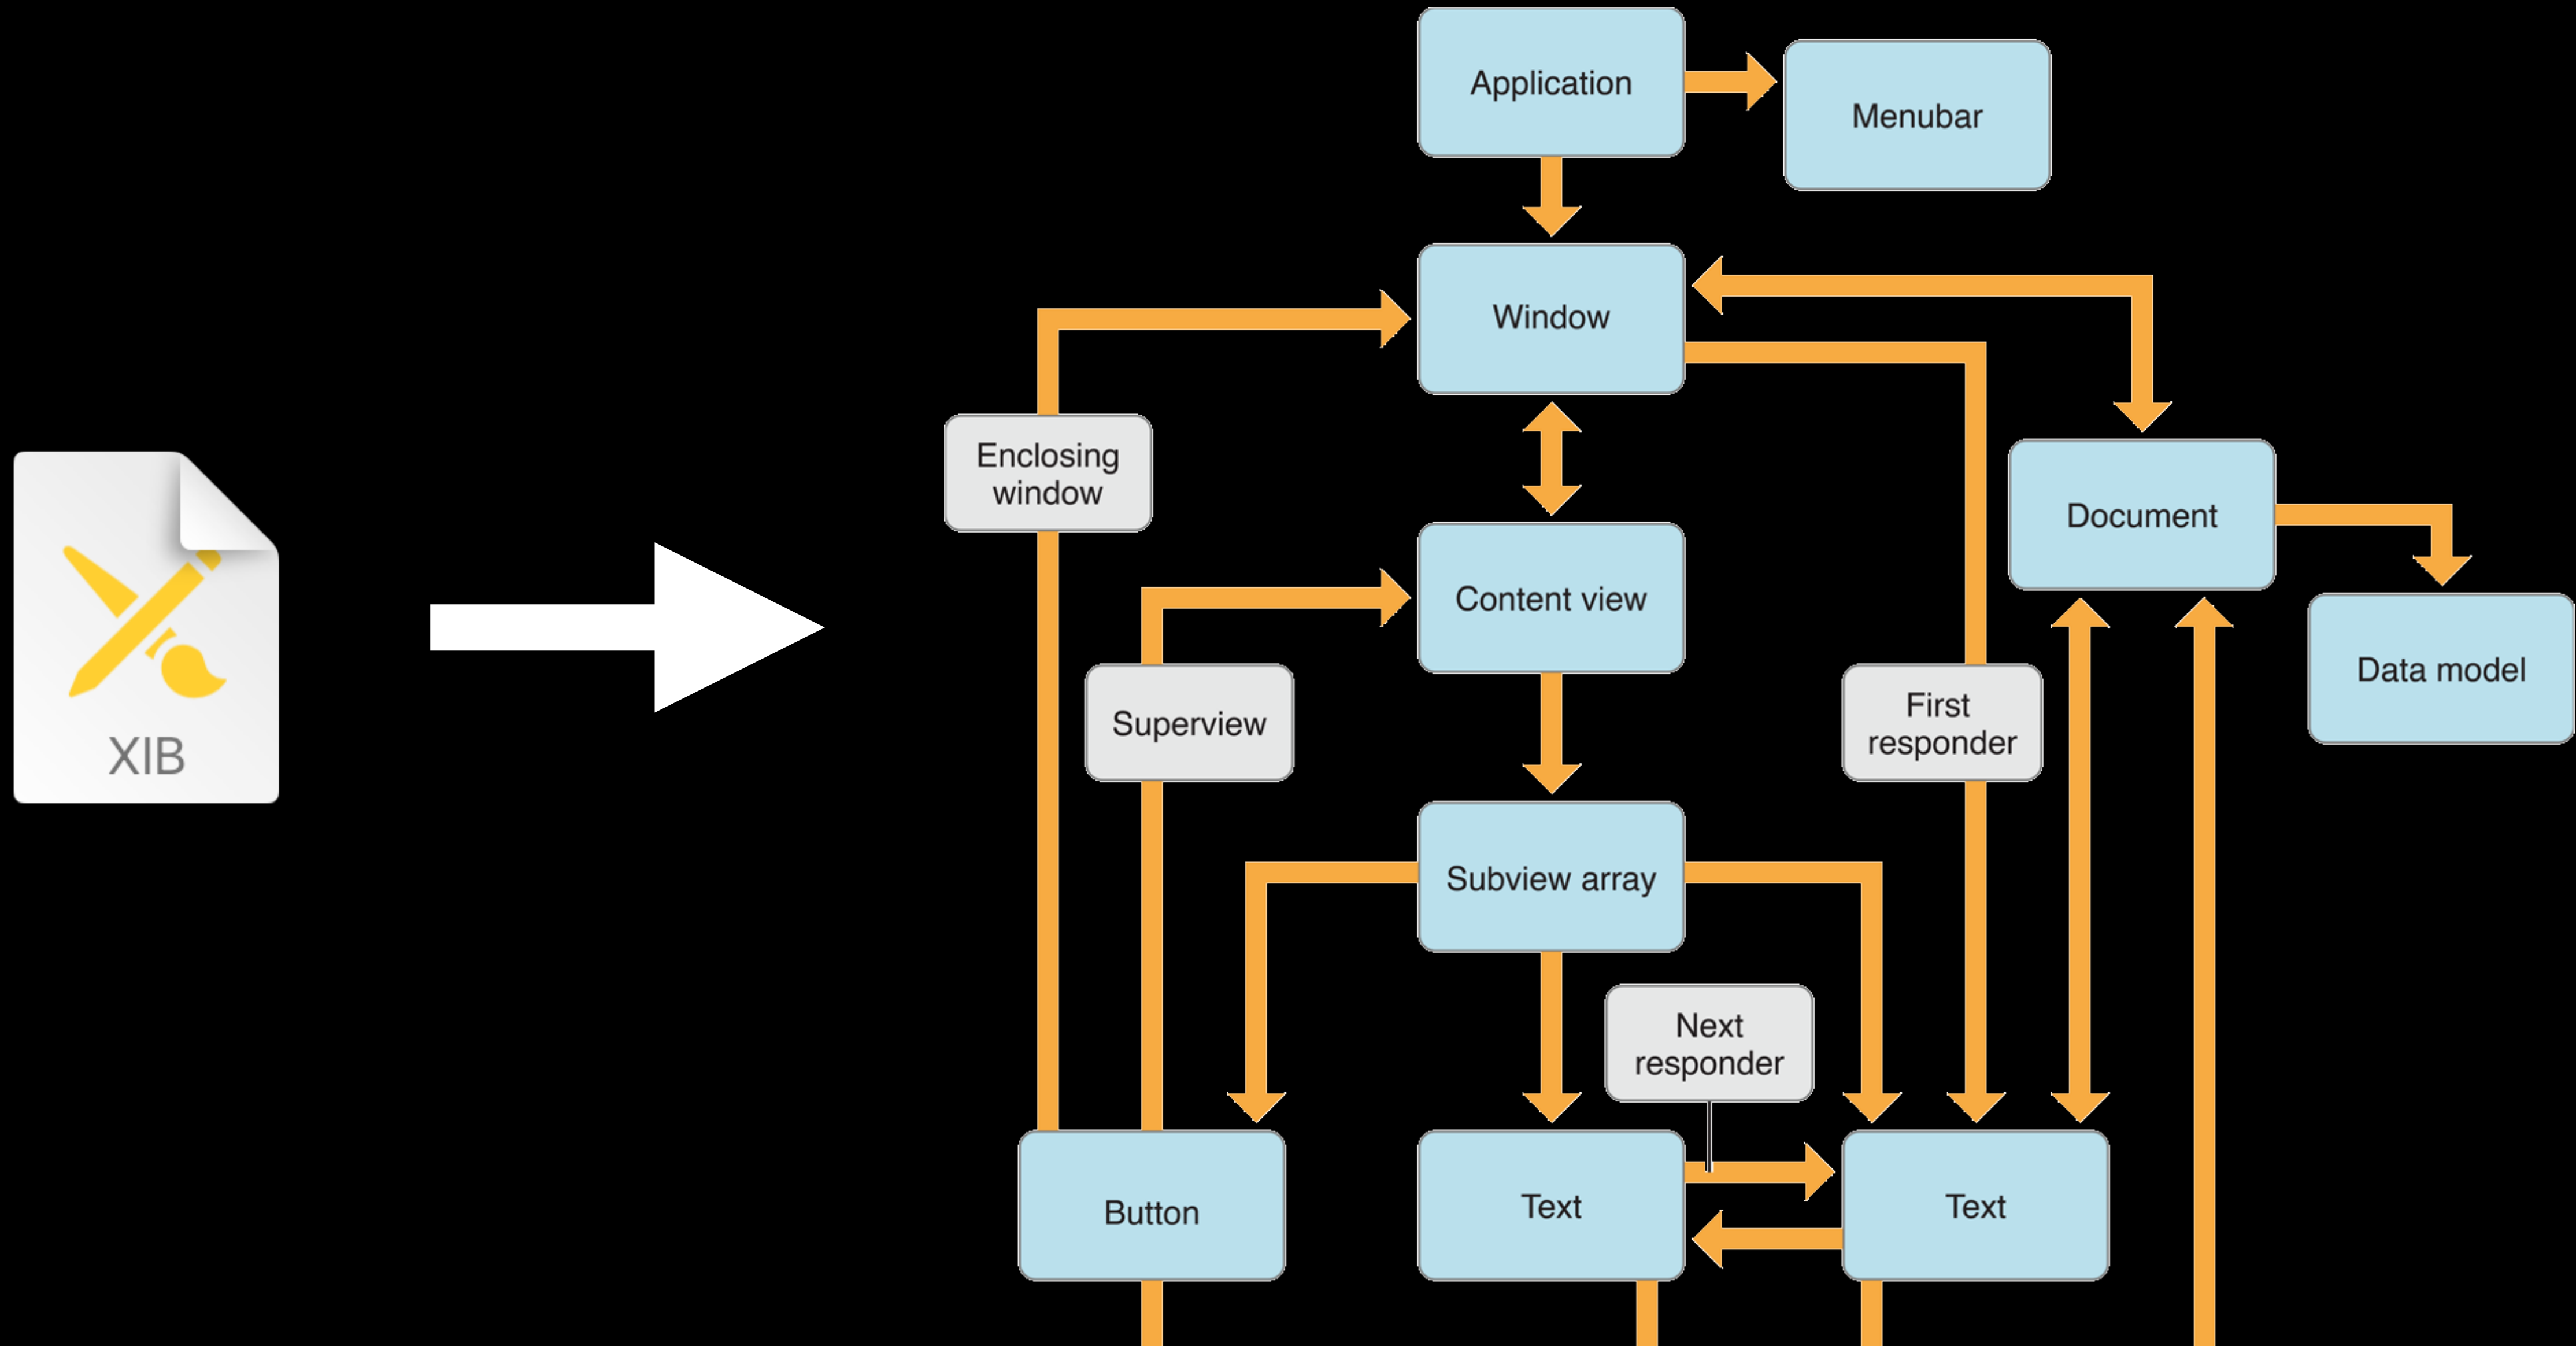 Application
Menubar
Window
Enclosing
window
Document
Content view
Data model
Superview
First
responder
XIB
Subview array
Next
responder
Button
Text
Text